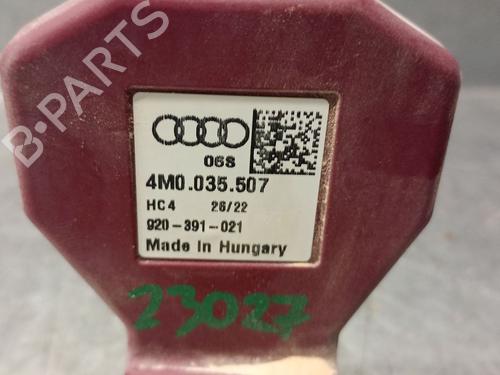 B-PARTS
06S
4M0.035.507
HC4 26/22
920-391-021
Made in Hungary
23027